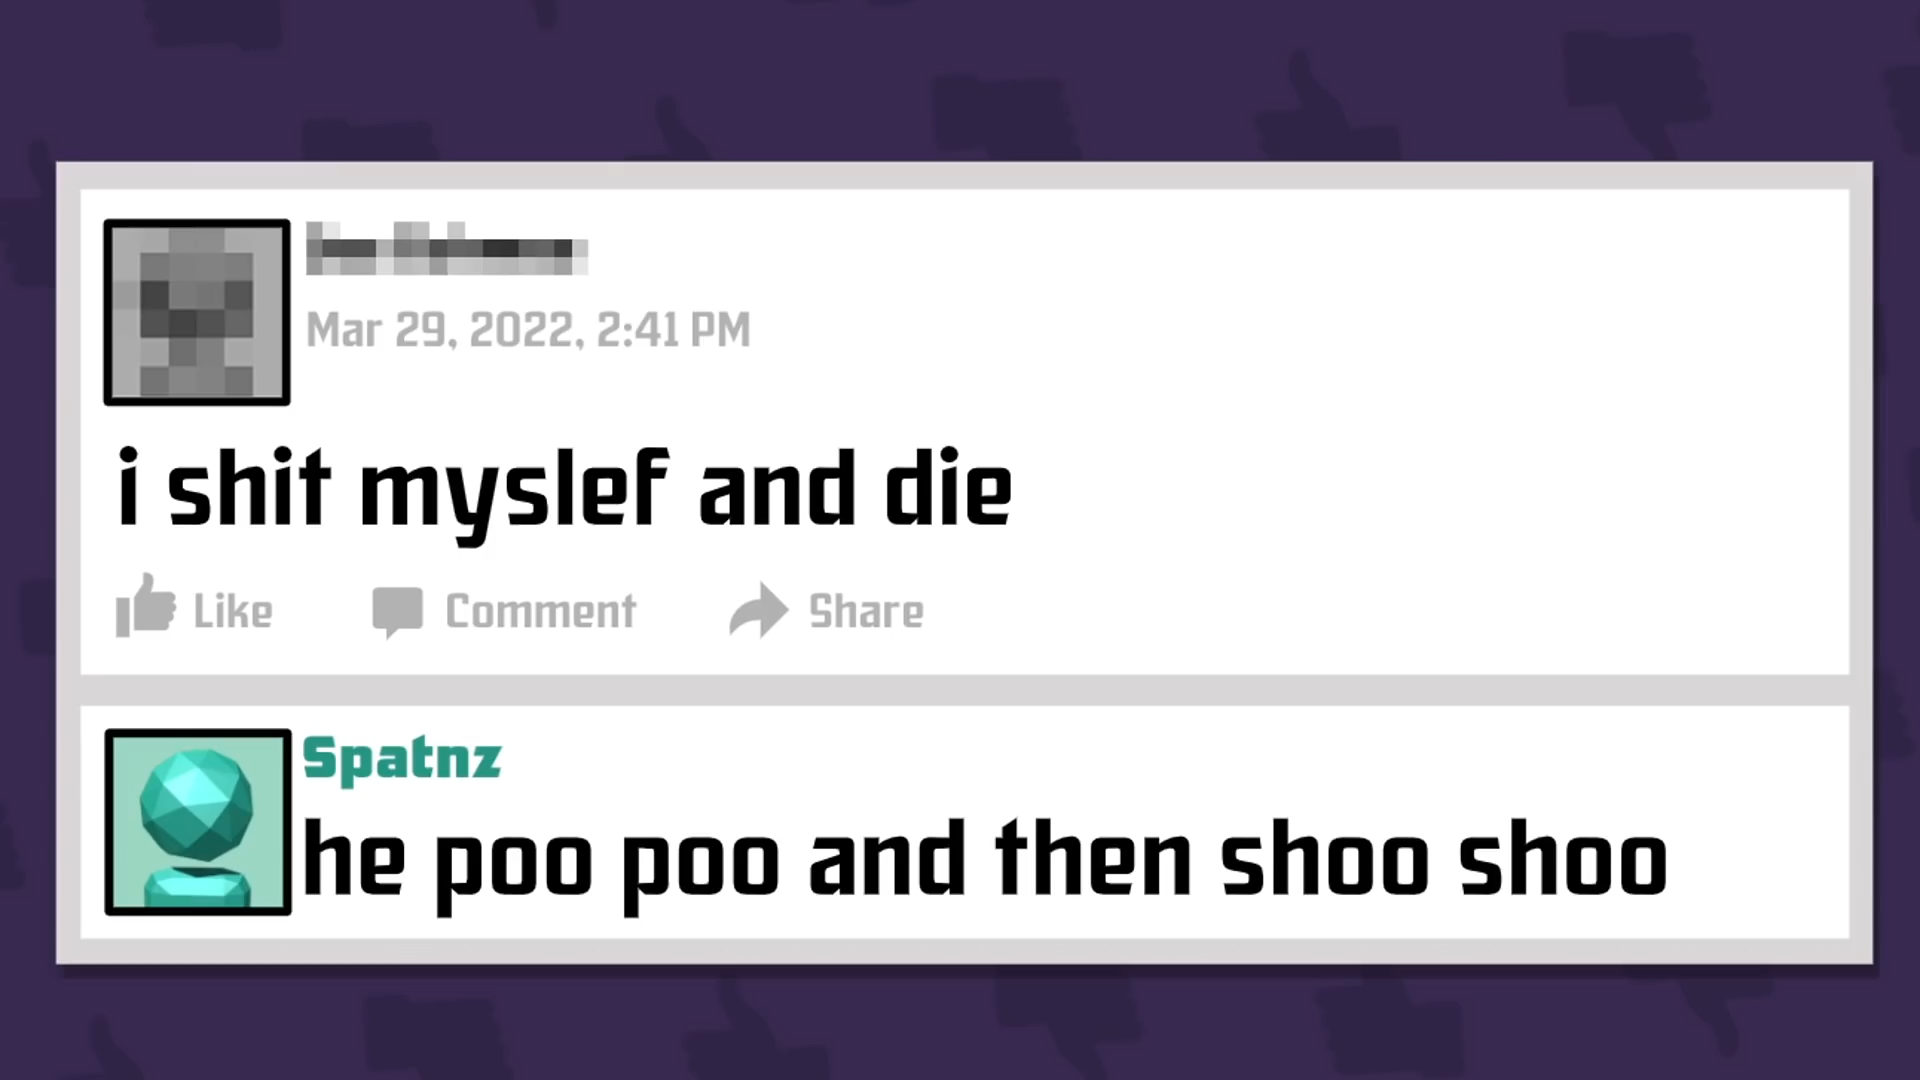 Mar 29, 2022, 2:41 PM
i shit myslef and die
Like Comment Share
Spatnz
he poo poo and then shoo shoo